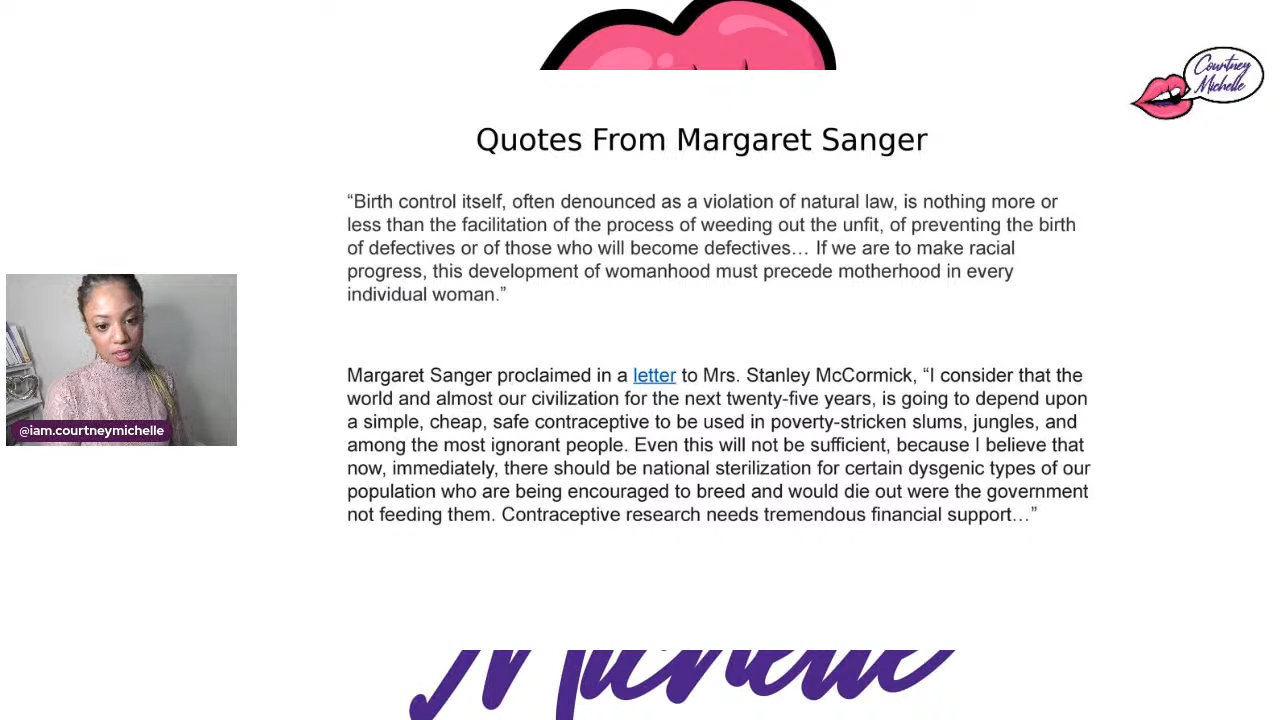 Courtney
Michelle
Quotes From Margaret Sanger
“Birth control itself, often denounced as a violation of natural law, is nothing more or
less than the facilitation of the process of weeding out the unfit, of preventing the birth
of defectives or of those who will become defectives… If we are to make racial
progress, this development of womanhood must precede motherhood in every
individual woman.”
Margaret Sanger proclaimed in a letter to Mrs. Stanley McCormick, “I consider that the
world and almost our civilization for the next twenty-five years, is going to depend upon
a simple, cheap, safe contraceptive to be used in poverty-stricken slums, jungles, and
among the most ignorant people. Even this will not be sufficient, because I believe that
now, immediately, there should be national sterilization for certain dysgenic types of our
population who are being encouraged to breed and would die out were the government
not feeding them. Contraceptive research needs tremendous financial support…”
@iam.courtneymichelle
Michelle